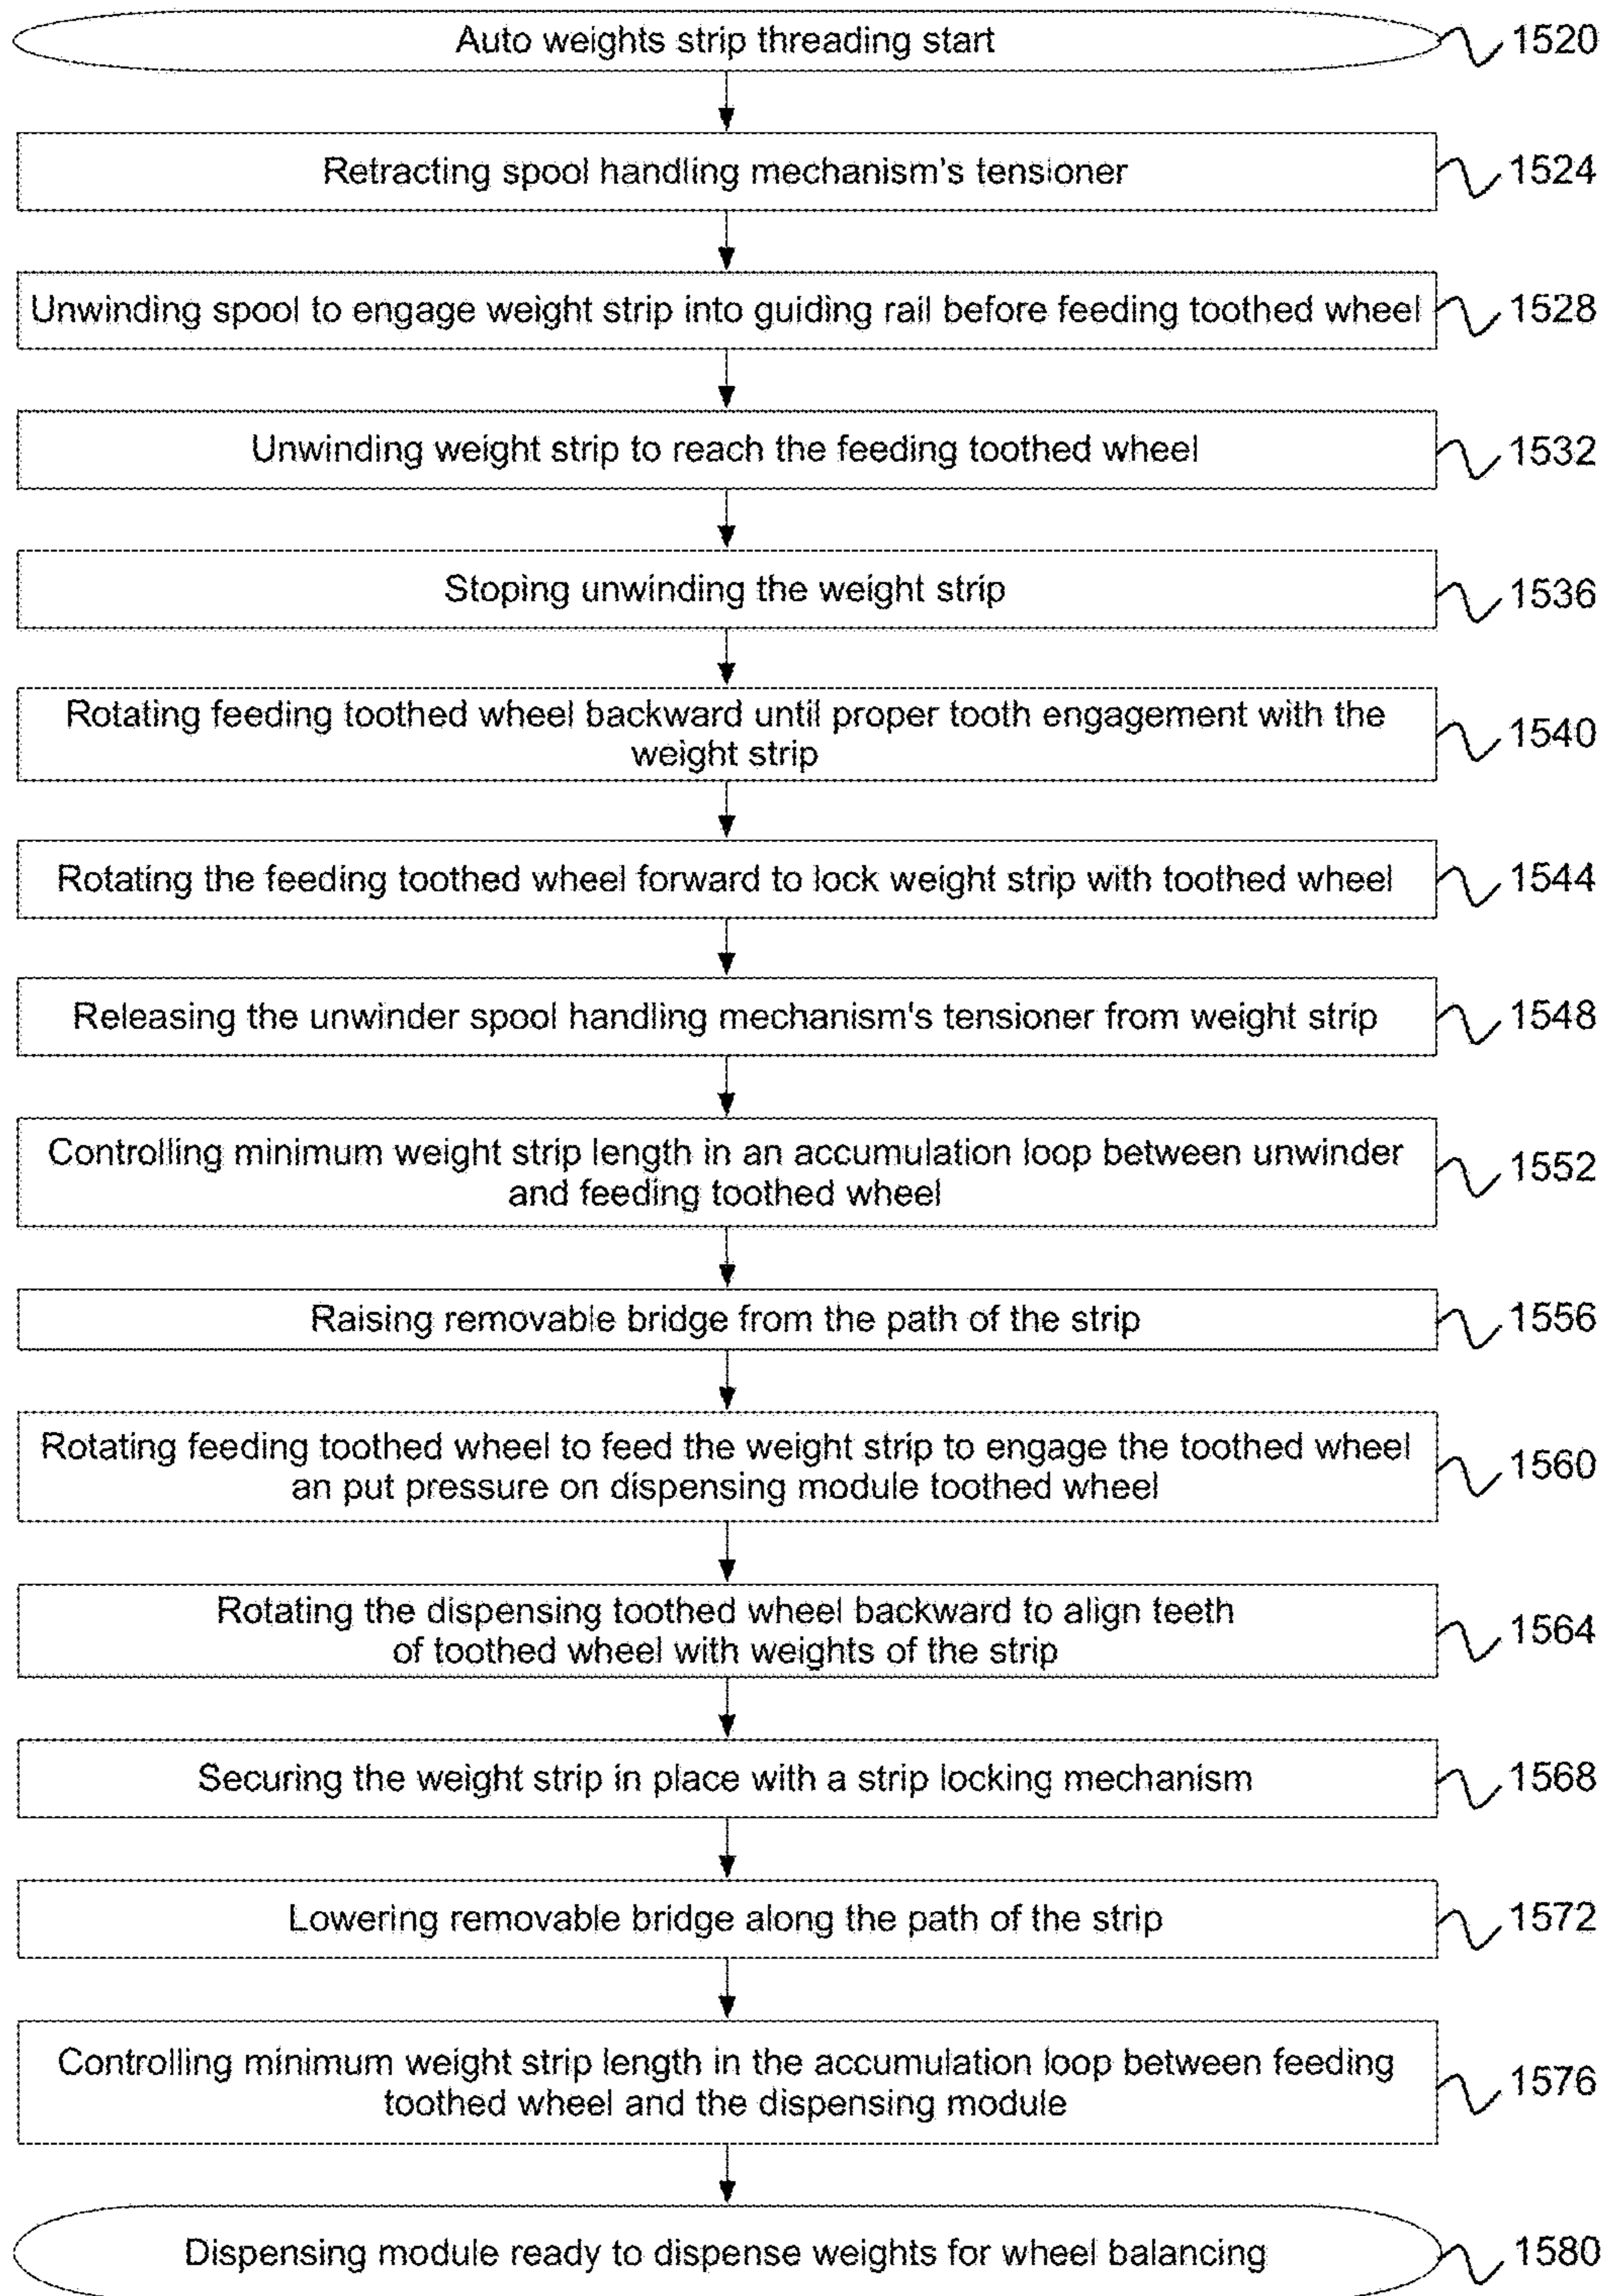 Auto weights strip threading start 1520
Retracting spool handling mechanism's tensioner 1524
Unwinding spool to engage weight strip into guiding rail before feeding toothed wheel 1528
Unwinding weight strip to reach the feeding toothed wheel 1532
Stoping unwinding the weight strip 1536
Rotating feeding toothed wheel backward until proper tooth engagement with the
weight strip 1540
Rotating the feeding toothed wheel forward to lock weight strip with toothed wheel 1544
Releasing the unwinder spool handling mechanism's tensioner from weight strip 1548
Controlling minimum weight strip length in an accumulation loop between unwinder
and feeding toothed wheel 1552
Raising removable bridge from the path of the strip 1556
Rotating feeding toothed wheel to feed the weight strip to engage the toothed wheel
an put pressure on dispensing module toothed wheel 1560
Rotating the dispensing toothed wheel backward to align teeth
of toothed wheel with weights of the strip 1564
Securing the weight strip in place with a strip locking mechanism 1568
Lowering removable bridge along the path of the strip 1572
Controlling minimum weight strip length in the accumulation loop between feeding
toothed wheel and the dispensing module 1576
Dispensing module ready to dispense weights for wheel balancing 1580